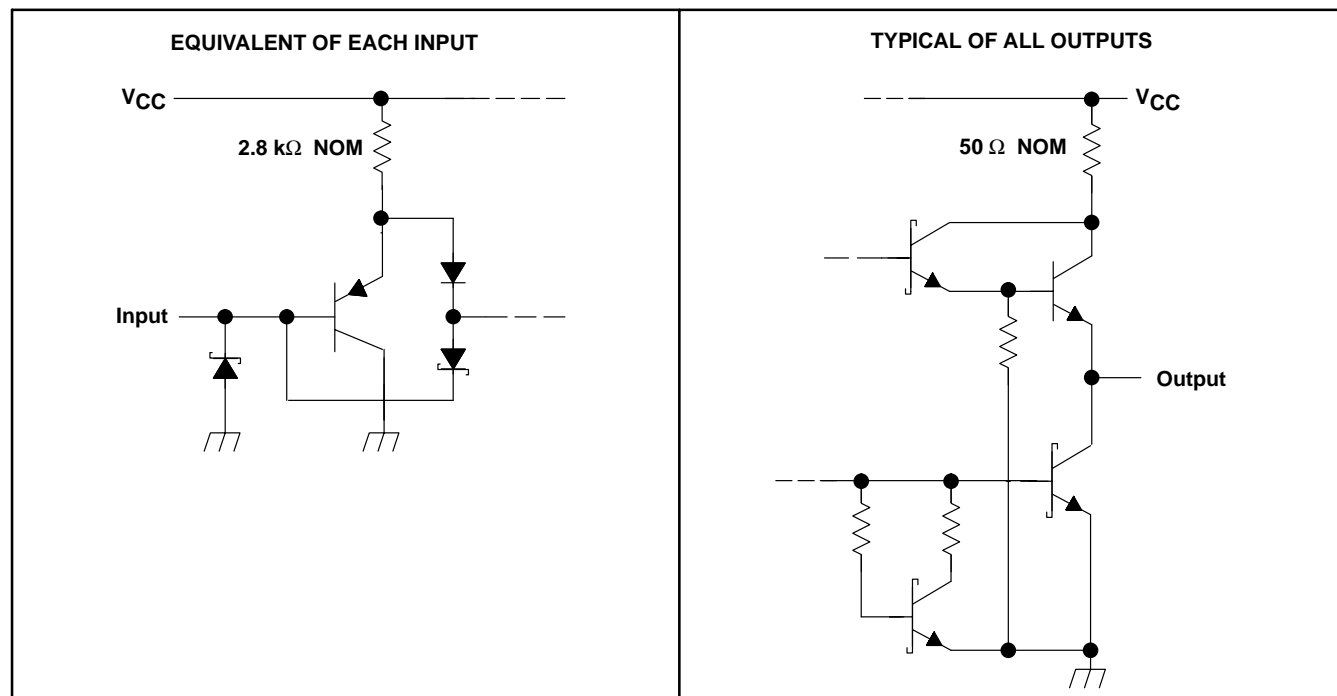 EQUIVALENT OF EACH INPUT
VCC
2.8 kΩ NOM
Input
TYPICAL OF ALL OUTPUTS
VCC
50 Ω NOM
Output